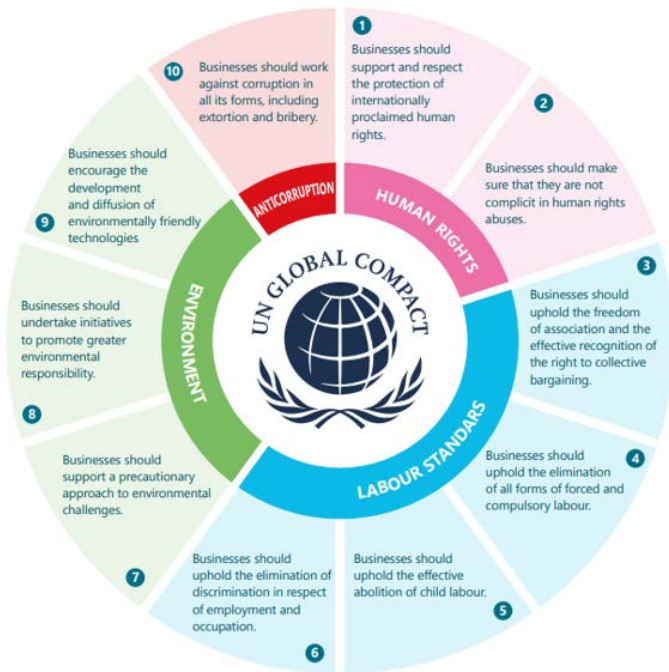 1
Businesses should
support and respect
the protection of
internationally
proclaimed human
rights.
2
Businesses should make
sure that they are not
complicit in human rights
abuses.
3
Businesses should
uphold the freedom
of association and the
effective recognition of
the right to collective
bargaining.
4
Businesses should
uphold the elimination
of all forms of forced and
compulsory labour.
5
Businesses should
uphold the effective
abolition of child labour.
6
Businesses should
uphold the elimination of
discrimination in respect
of employment and
occupation.
7
Businesses should
support a precautionary
approach to environmental
challenges.
8
Businesses should
undertake initiatives
to promote greater
environmental
responsibility.
9
Businesses should
encourage the
development
and diffusion of
environmentally friendly
technologies
10
Businesses should work
against corruption in
all its forms, including
extortion and bribery.
HUMAN RIGHTS
LABOUR STANDARS
ENVIRONMENT
ANTICORRUPTION
UN GLOBAL COMPACT